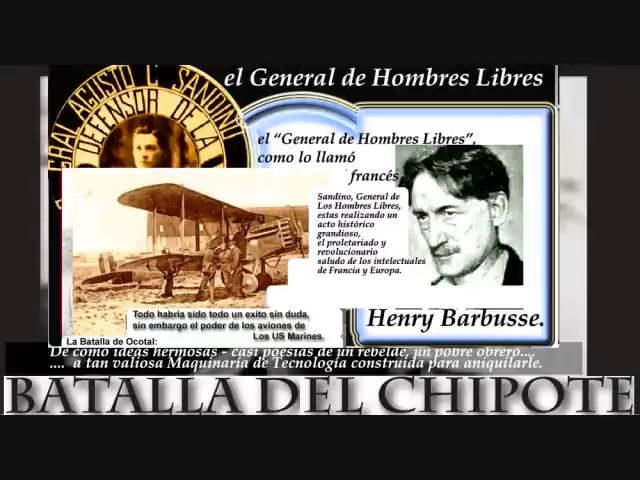 GRAL AGUSTO C SANDINO
DEFENSOR DE LA
el General de Hombres Libres
el “General de Hombres Libres”,
como lo llamó
francés
Sandino, General de
Los Hombres Libres,
estas realizando un
acto histórico
grandioso,
el proletariado y
revolucionario
saludo de los intelectuales
de Francia y Europa.
Henry Barbusse.
Todo habria sido todo un exito sin duda,
sin embargo el poder de los aviones de
Los US Marines.
La Batalla de Ocotal:
De como ideas hermosas - casi poesias de un rebelde, un pobre obrero...,
.... a tan valiosa Maquinaria de Tecnología construida para aniquilarle.
BATALLA DEL CHIPOTE